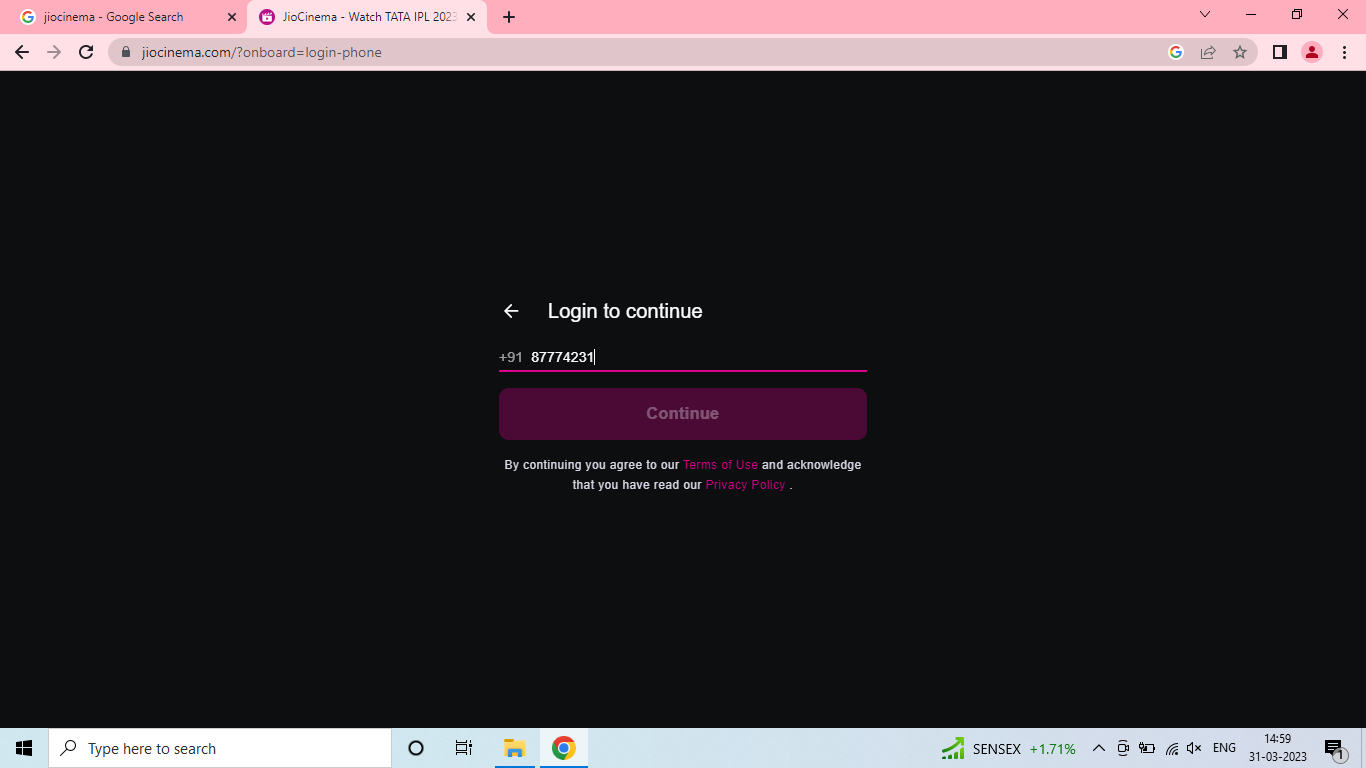 jiocinema - Google Search
JioCinema - Watch TATA IPL 2023
jiocinema.com/?onboard=login-phone
Login to continue
+91 87774231
Continue
By continuing you agree to our Terms of Use and acknowledge
that you have read our Privacy Policy .
Type here to search
SENSEX +1.71%
ENG
14:59
31-03-2023
1